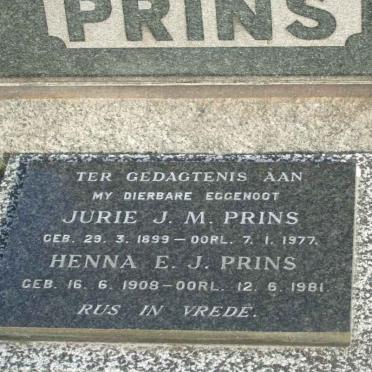 PRINS
TER GEDAGTENIS AAN
MY DIERBARE EGGENOOT
JURIE J. M. PRINS
GEB. 29. 3. 1899 — OORL. 7. 1. 1977.
HENNA E. J. PRINS
GEB. 16. 6. 1908 — OORL. 12. 6. 1981
RUS IN VREDE.